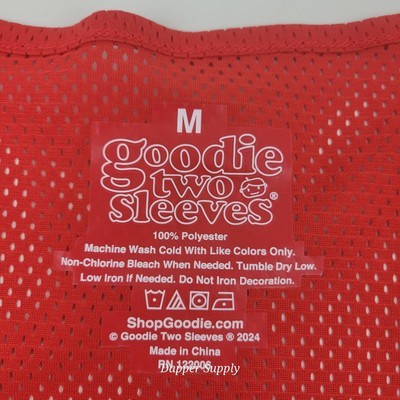 M
goodie
two
sleeves®
100% Polyester
Machine Wash Cold With Like Colors Only.
Non-Chlorine Bleach When Needed. Tumble Dry Low.
Low Iron If Needed. Do Not Iron Decoration.
ShopGoodie.com
© Goodie Two Sleeves ® 2024
Made in China
RN 122006
Dapper Supply